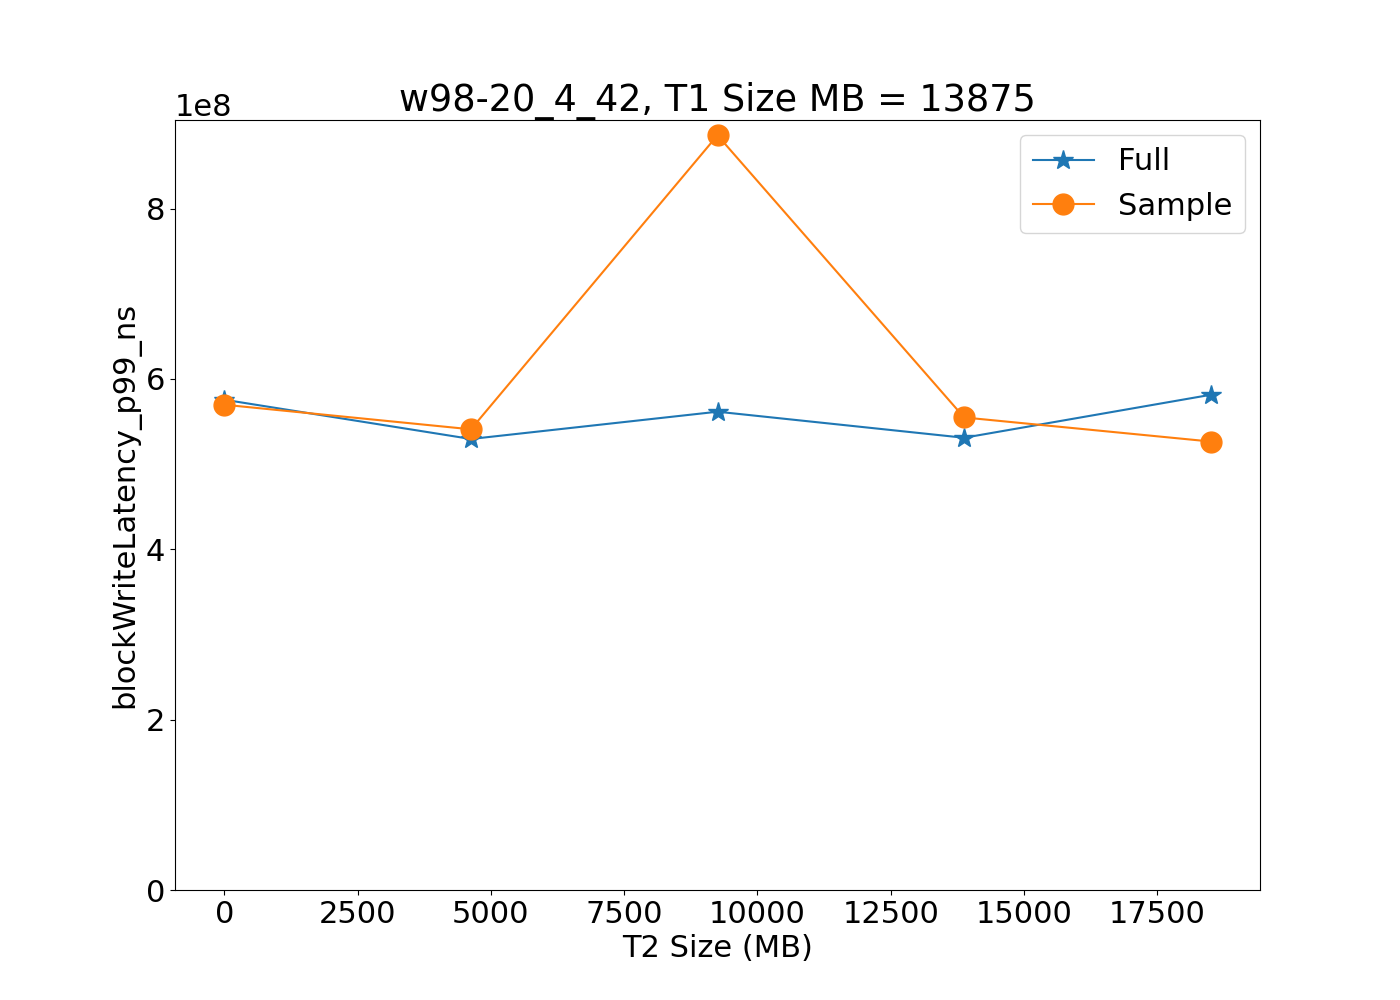 w98-20_4_42, T1 Size MB = 13875
1e8
Full
Sample
8
6
4
2
0
blockWriteLatency_p99_ns
0 2500 5000 7500 10000 12500 15000 17500
T2 Size (MB)